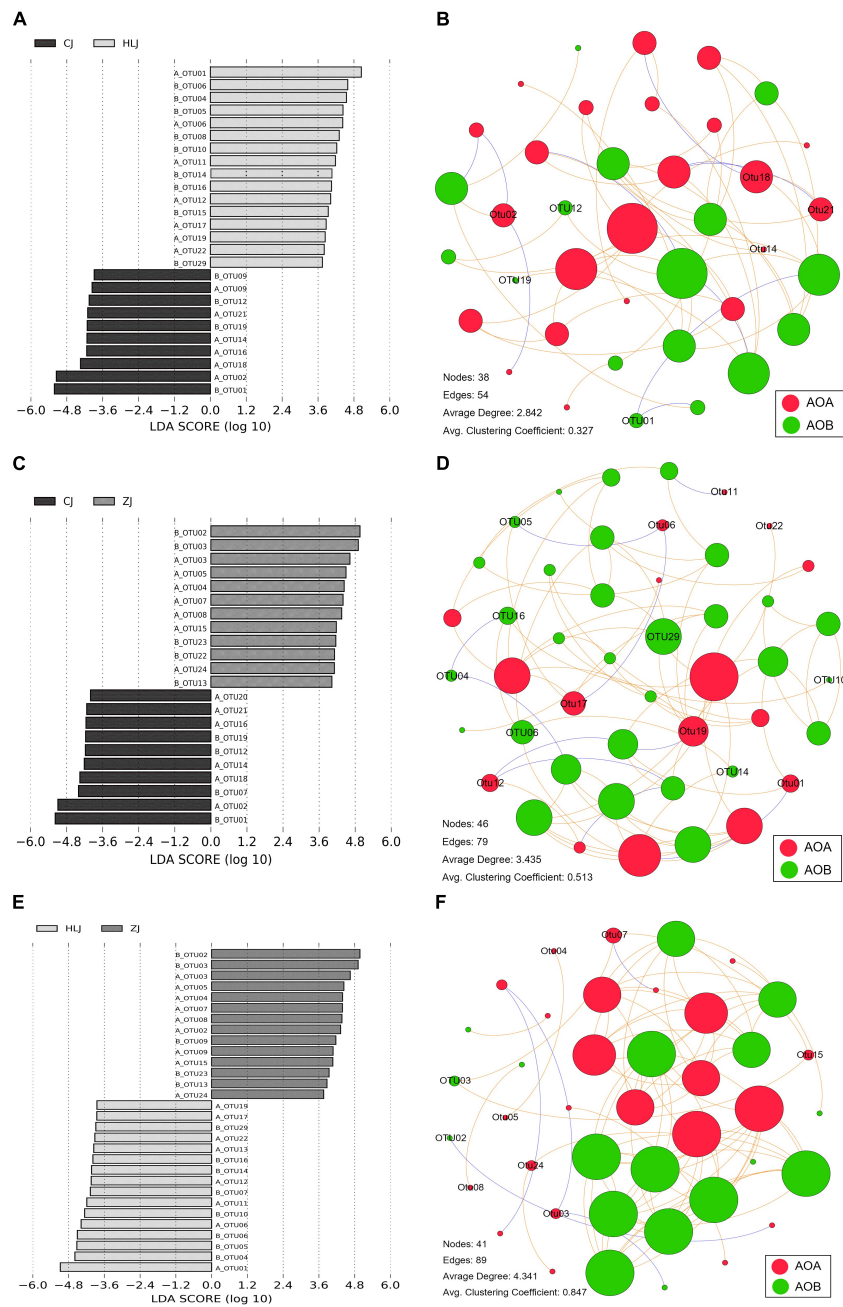 A
CJ HLJ
A_OTU01
B_OTU06
B_OTU04
B_OTU05
A_OTU06
B_OTU08
B_OTU10
A_OTU11
B_OTU14
B_OTU16
A_OTU12
B_OTU15
A_OTU17
A_OTU19
A_OTU22
B_OTU29
B_OTU09
A_OTU09
B_OTU12
A_OTU21
B_OTU19
A_OTU14
A_OTU16
A_OTU18
A_OTU02
B_OTU01
−6.0 −4.8 −3.6 −2.4 −1.2 0.0 1.2 2.4 3.6 4.8 6.0
LDA SCORE (log 10)
B
Otu18
Otu02
OTU12
Otu21
Otu14
OTU19
OTU01
Nodes: 38
Edges: 54
Avrage Degree: 2.842
Avg. Clustering Coefficient: 0.327
AOA
AOB
C
CJ ZJ
B_OTU02
B_OTU03
A_OTU03
A_OTU05
A_OTU04
A_OTU07
A_OTU08
A_OTU15
B_OTU23
B_OTU22
A_OTU24
B_OTU13
A_OTU20
A_OTU21
A_OTU16
B_OTU19
B_OTU12
A_OTU14
A_OTU18
B_OTU07
A_OTU02
B_OTU01
−6.0 −4.8 −3.6 −2.4 −1.2 0.0 1.2 2.4 3.6 4.8 6.0
LDA SCORE (log 10)
D
Otu11
OTU05
Otu06
Otu22
OTU16
OTU29
OTU04
OTU10
Otu17
OTU06
Otu19
OTU14
Otu12
Otu01
Nodes: 46
Edges: 79
Avrage Degree: 3.435
Avg. Clustering Coefficient: 0.513
AOA
AOB
E
HLJ ZJ
B_OTU02
B_OTU03
A_OTU03
A_OTU05
A_OTU04
A_OTU07
A_OTU08
A_OTU02
B_OTU09
A_OTU09
A_OTU15
B_OTU23
B_OTU13
A_OTU24
A_OTU19
A_OTU17
B_OTU29
A_OTU22
A_OTU13
B_OTU16
B_OTU14
A_OTU12
B_OTU07
A_OTU11
B_OTU10
A_OTU06
B_OTU06
B_OTU05
B_OTU04
A_OTU01
−6.0 −4.8 −3.6 −2.4 −1.2 0.0 1.2 2.4 3.6 4.8 6.0
LDA SCORE (log 10)
F
Otu07
Otu04
Otu15
OTU03
Otu05
OTU02
Otu24
Otu08
Otu03
Nodes: 41
Edges: 89
Avrage Degree: 4.341
Avg. Clustering Coefficient: 0.847
AOA
AOB